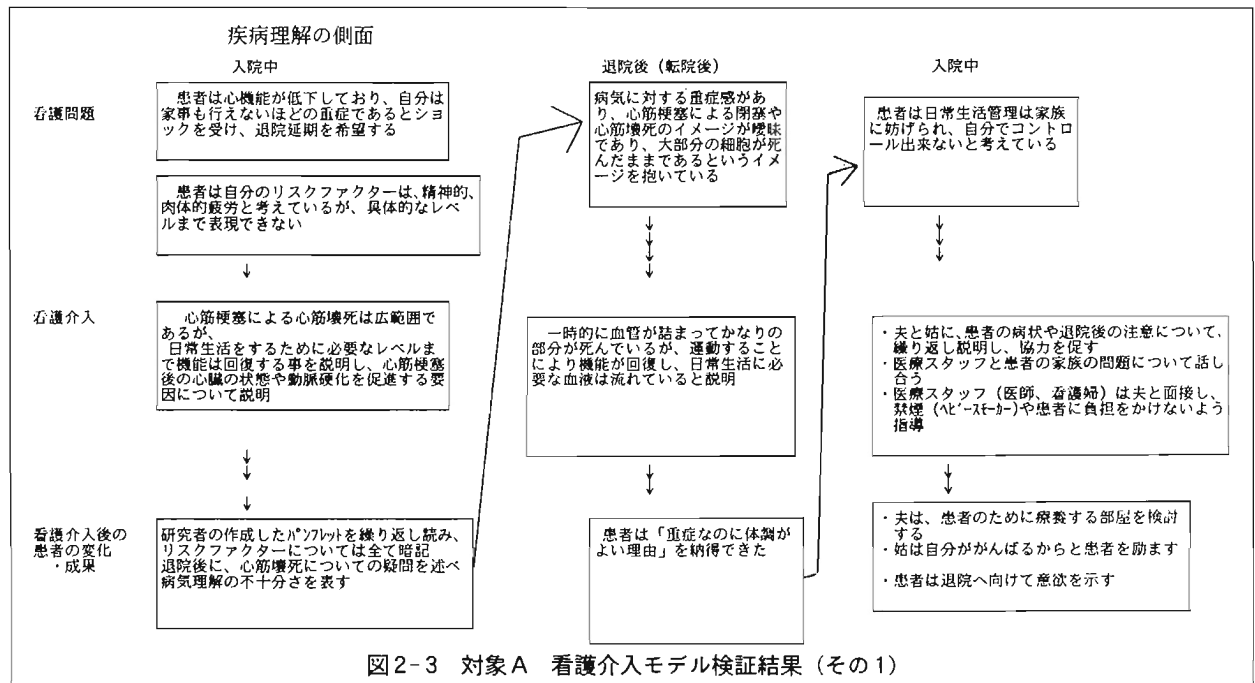 疾病理解の側面
入院中
退院後（転院後）
入院中
看護問題
患者は心機能が低下しており、自分は
家事も行えないほどの重症であるとショ
ックを受け、退院延期を希望する
患者は自分のリスクファクターは、精神的、
肉体的疲労と考えているが、具体的なレベ
ルまで表現できない
病気に対する重症感があ
り、心筋梗塞による閉塞や
心筋壊死のイメージが曖昧
であり、大部分の細胞が死
んだままであるというイメ
ージを抱いている
患者は日常生活管理は家族
に妨げられ、自分でコントロ
ール出来ないと考えている
↓
↓
↓
↓
↓
↓
↓
↓
↓
看護介入
心筋梗塞による心筋壊死は広範囲で
あるが、
日常生活をするために必要なレベルま
で機能は回復する事を説明し、心筋梗塞
後の心臓の状態や動脈硬化を促進する要
因について説明
一時的に血管が詰まってかなりの
部分が死んでいるが、運動すること
により機能が回復し、日常生活に必
要な血液は流れていると説明
・夫と姑に、患者の病状や退院後の注意について、
繰り返し説明し、協力を促す
・医療スタッフと患者の家族の問題について話し
合う
・医療スタッフ（医師、看護婦）は夫と面接し、
禁煙（ﾍﾋﾞｰｽﾓｰｶｰ）や患者に負担をかけないよう
指導
↓
↓
↓
↓
↓
↓
↓
↓
看護介入後の
患者の変化
・成果
研究者の作成したﾊﾟﾝﾌﾚｯﾄを繰り返し読み、
リスクファクターについては全て暗記
退院後に、心筋壊死についての疑問を述べ
病気理解の不十分さを表す
患者は「重症なのに体調が
よい理由」を納得できた
・夫は、患者のために療養する部屋を検討
する
・姑は自分ががんばるからと患者を励ます
・患者は退院へ向けて意欲を示す
図2-3 対象A 看護介入モデル検証結果（その1）